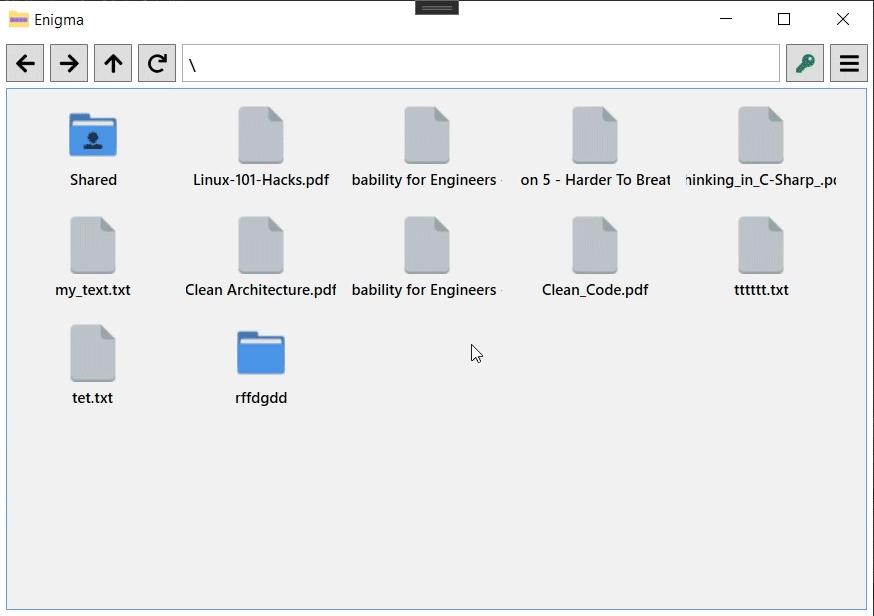 Enigma
\
Shared
Linux-101-Hacks.pdf
bability for Engineers
on 5 - Harder To Breat
hinking_in_C-Sharp_.pd
my_text.txt
Clean Architecture.pdf
bability for Engineers
Clean_Code.pdf
tttttt.txt
tet.txt
rffdgdd